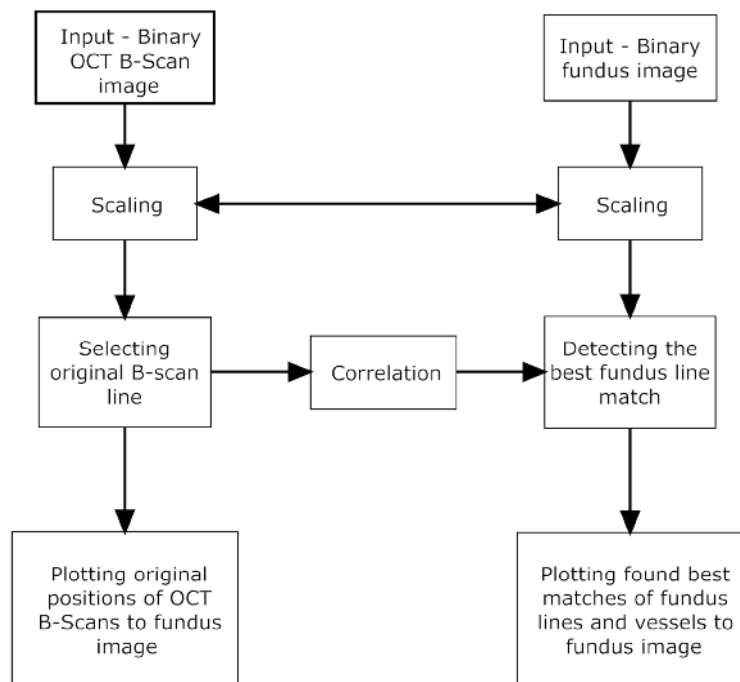 Input - Binary
OCT B-Scan
image
Input - Binary
fundus image
Scaling
Scaling
Selecting
original B-scan
line
Correlation
Detecting the
best fundus line
match
Plotting original
positions of OCT
B-Scans to fundus
image
Plotting found best
matches of fundus
lines and vessels to
fundus image